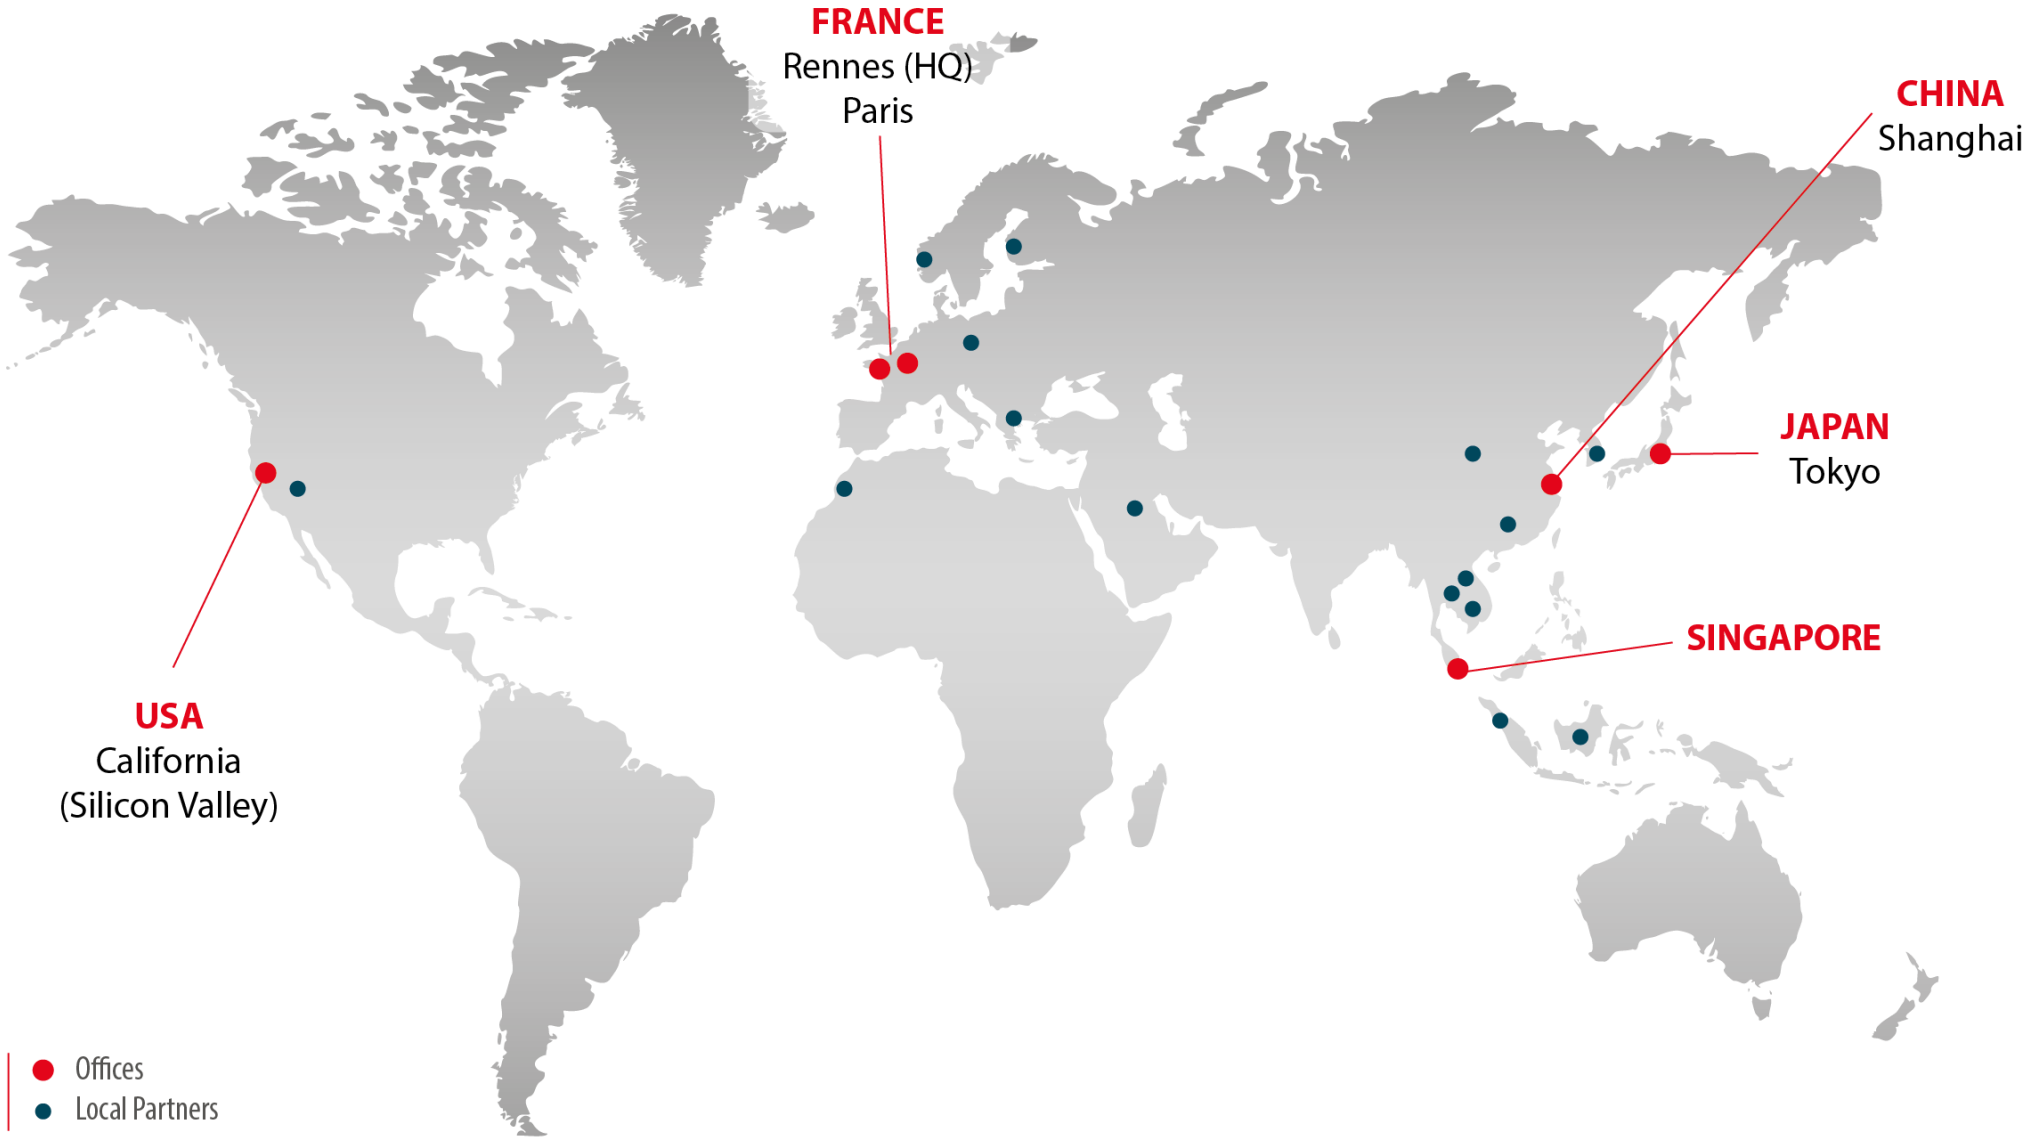 FRANCE
Rennes (HQ)
Paris
CHINA
Shanghai
JAPAN
Tokyo
SINGAPORE
USA
California
(Silicon Valley)
Offices
Local Partners